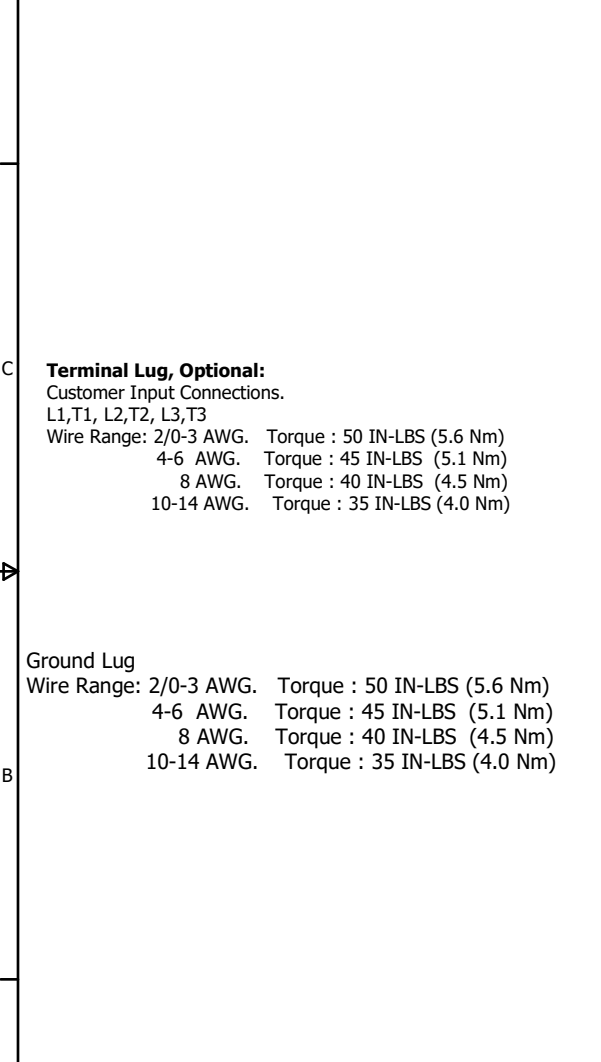 C
Terminal Lug, Optional:
Customer Input Connections.
L1,T1, L2,T2, L3,T3
Wire Range: 2/0-3 AWG. Torque : 50 IN-LBS (5.6 Nm)
4-6 AWG. Torque : 45 IN-LBS (5.1 Nm)
8 AWG. Torque : 40 IN-LBS (4.5 Nm)
10-14 AWG. Torque : 35 IN-LBS (4.0 Nm)
Ground Lug
Wire Range: 2/0-3 AWG. Torque : 50 IN-LBS (5.6 Nm)
4-6 AWG. Torque : 45 IN-LBS (5.1 Nm)
8 AWG. Torque : 40 IN-LBS (4.5 Nm)
10-14 AWG. Torque : 35 IN-LBS (4.0 Nm)
B